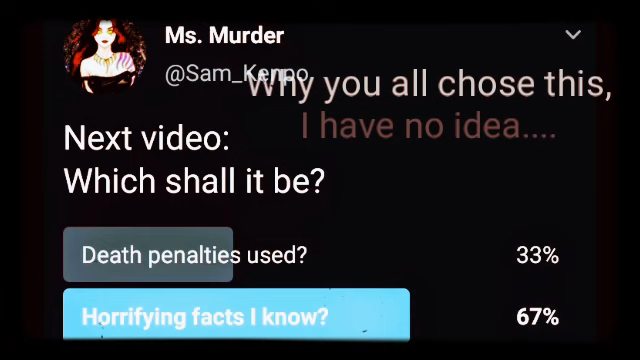 Ms. Murder
@Sam_Kenpo
Why you all chose this,
I have no idea....
Next video:
Which shall it be?
Death penalties used? 33%
Horrifying facts I know? 67%